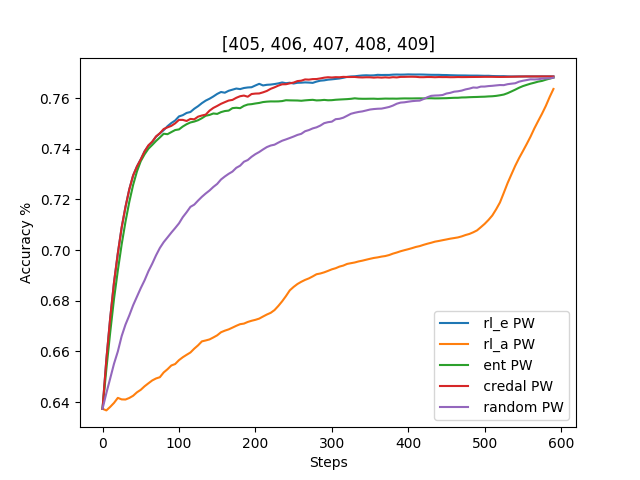 [405, 406, 407, 408, 409]
Accuracy %
0.76
0.74
0.72
0.70
0.68
0.66
0.64
0
100
200
300
400
500
600
Steps
rl_e PW
rl_a PW
ent PW
credal PW
random PW